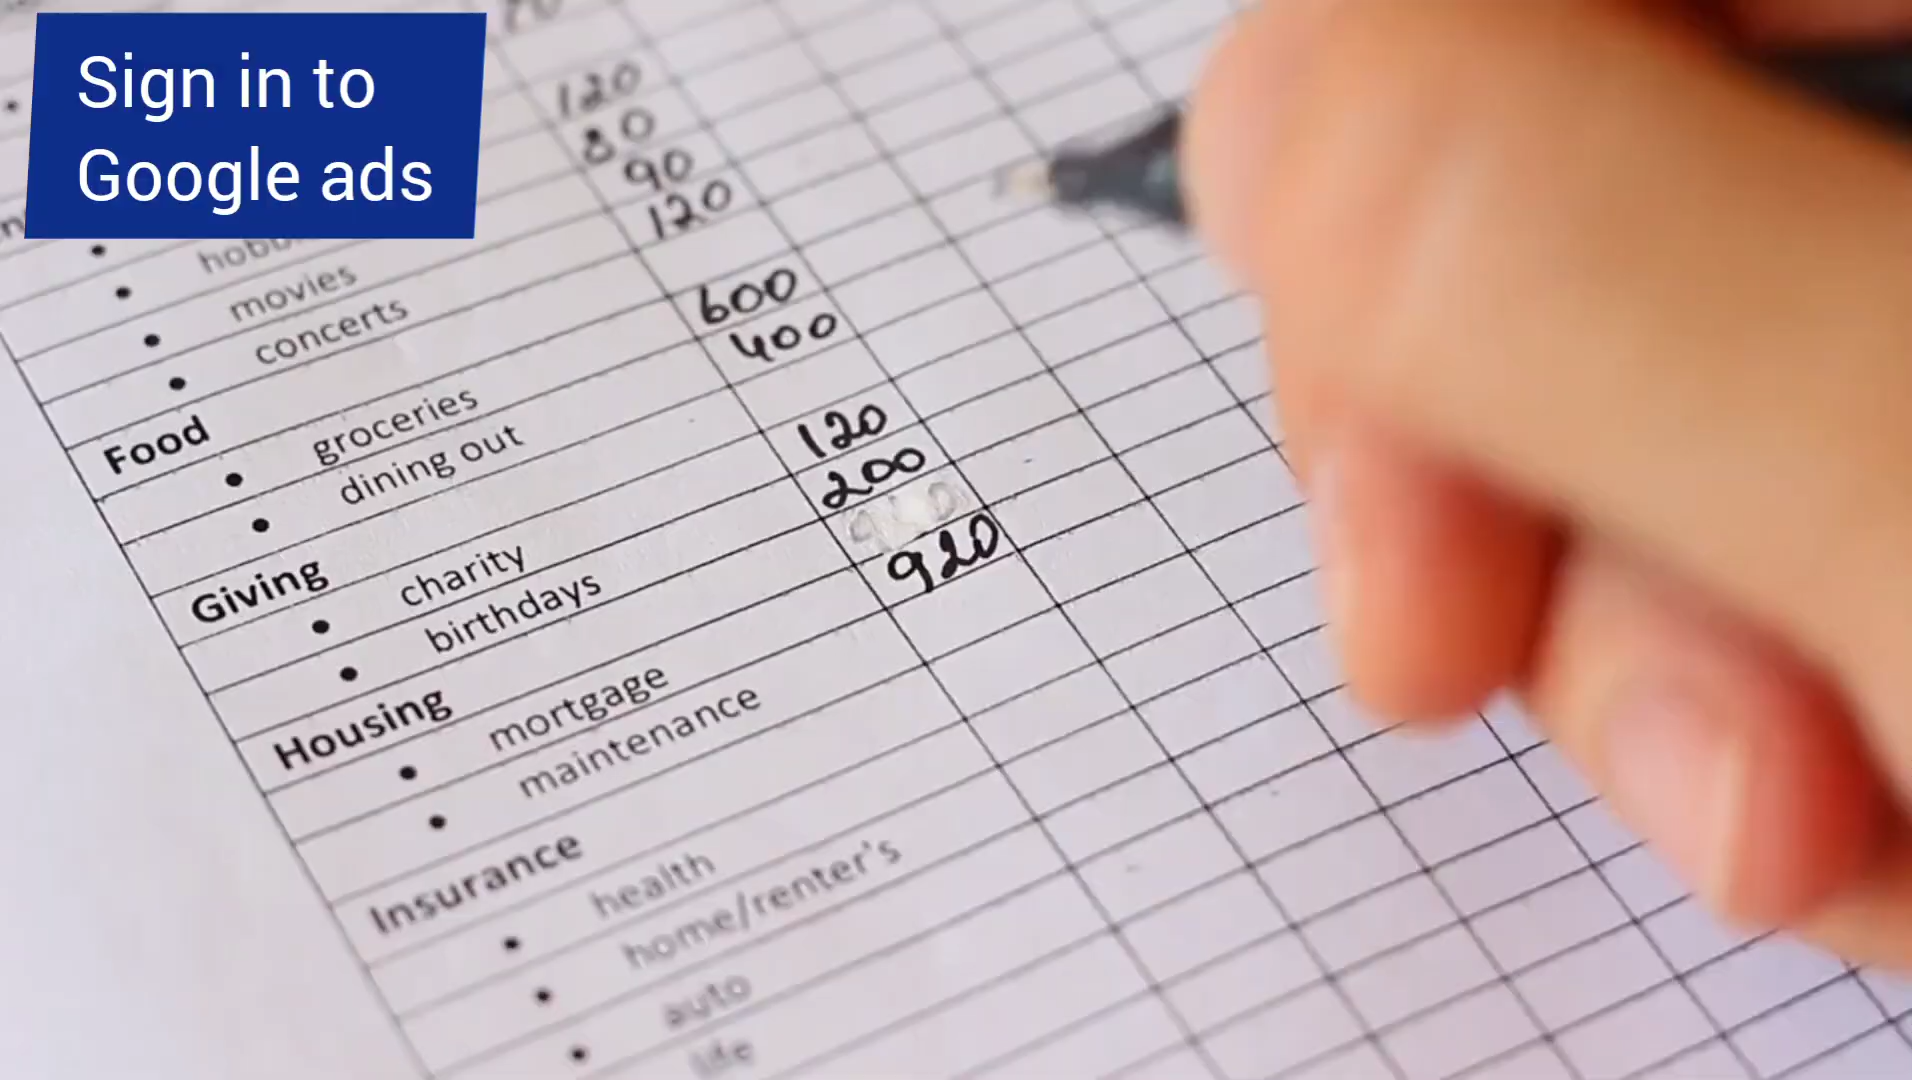 Sign in to
Google ads
120
80
90
120
movies
concerts
Food
groceries 600
dining out 400
Giving
charity 120
birthdays 200
Housing
mortgage 920
maintenance
Insurance
health
home/renter's
auto
life